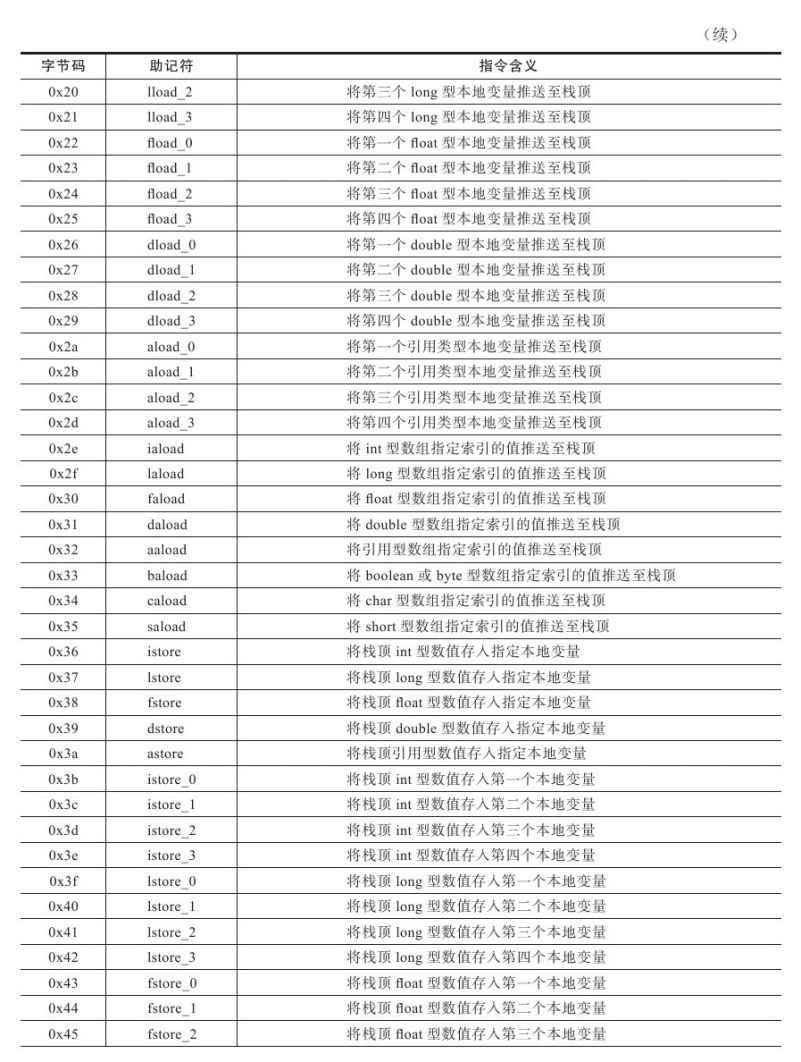 （续）
字节码 助记符 指令含义
0x20 lload_2 将第三个 long 型本地变量推送至栈顶
0x21 lload_3 将第四个 long 型本地变量推送至栈顶
0x22 fload_0 将第一个 float 型本地变量推送至栈顶
0x23 fload_1 将第二个 float 型本地变量推送至栈顶
0x24 fload_2 将第三个 float 型本地变量推送至栈顶
0x25 fload_3 将第四个 float 型本地变量推送至栈顶
0x26 dload_0 将第一个 double 型本地变量推送至栈顶
0x27 dload_1 将第二个 double 型本地变量推送至栈顶
0x28 dload_2 将第三个 double 型本地变量推送至栈顶
0x29 dload_3 将第四个 double 型本地变量推送至栈顶
0x2a aload_0 将第一个引用类型本地变量推送至栈顶
0x2b aload_1 将第二个引用类型本地变量推送至栈顶
0x2c aload_2 将第三个引用类型本地变量推送至栈顶
0x2d aload_3 将第四个引用类型本地变量推送至栈顶
0x2e iaload 将 int 型数组指定索引的值推送至栈顶
0x2f laload 将 long 型数组指定索引的值推送至栈顶
0x30 faload 将 float 型数组指定索引的值推送至栈顶
0x31 daload 将 double 型数组指定索引的值推送至栈顶
0x32 aaload 将引用型数组指定索引的值推送至栈顶
0x33 baload 将 boolean 或 byte 型数组指定索引的值推送至栈顶
0x34 caload 将 char 型数组指定索引的值推送至栈顶
0x35 saload 将 short 型数组指定索引的值推送至栈顶
0x36 istore 将栈顶 int 型数值存入指定本地变量
0x37 lstore 将栈顶 long 型数值存入指定本地变量
0x38 fstore 将栈顶 float 型数值存入指定本地变量
0x39 dstore 将栈顶 double 型数值存入指定本地变量
0x3a astore 将栈顶引用型数值存入指定本地变量
0x3b istore_0 将栈顶 int 型数值存入第一个本地变量
0x3c istore_1 将栈顶 int 型数值存入第二个本地变量
0x3d istore_2 将栈顶 int 型数值存入第三个本地变量
0x3e istore_3 将栈顶 int 型数值存入第四个本地变量
0x3f lstore_0 将栈顶 long 型数值存入第一个本地变量
0x40 lstore_1 将栈顶 long 型数值存入第二个本地变量
0x41 lstore_2 将栈顶 long 型数值存入第三个本地变量
0x42 lstore_3 将栈顶 long 型数值存入第四个本地变量
0x43 fstore_0 将栈顶 float 型数值存入第一个本地变量
0x44 fstore_1 将栈顶 float 型数值存入第二个本地变量
0x45 fstore_2 将栈顶 float 型数值存入第三个本地变量